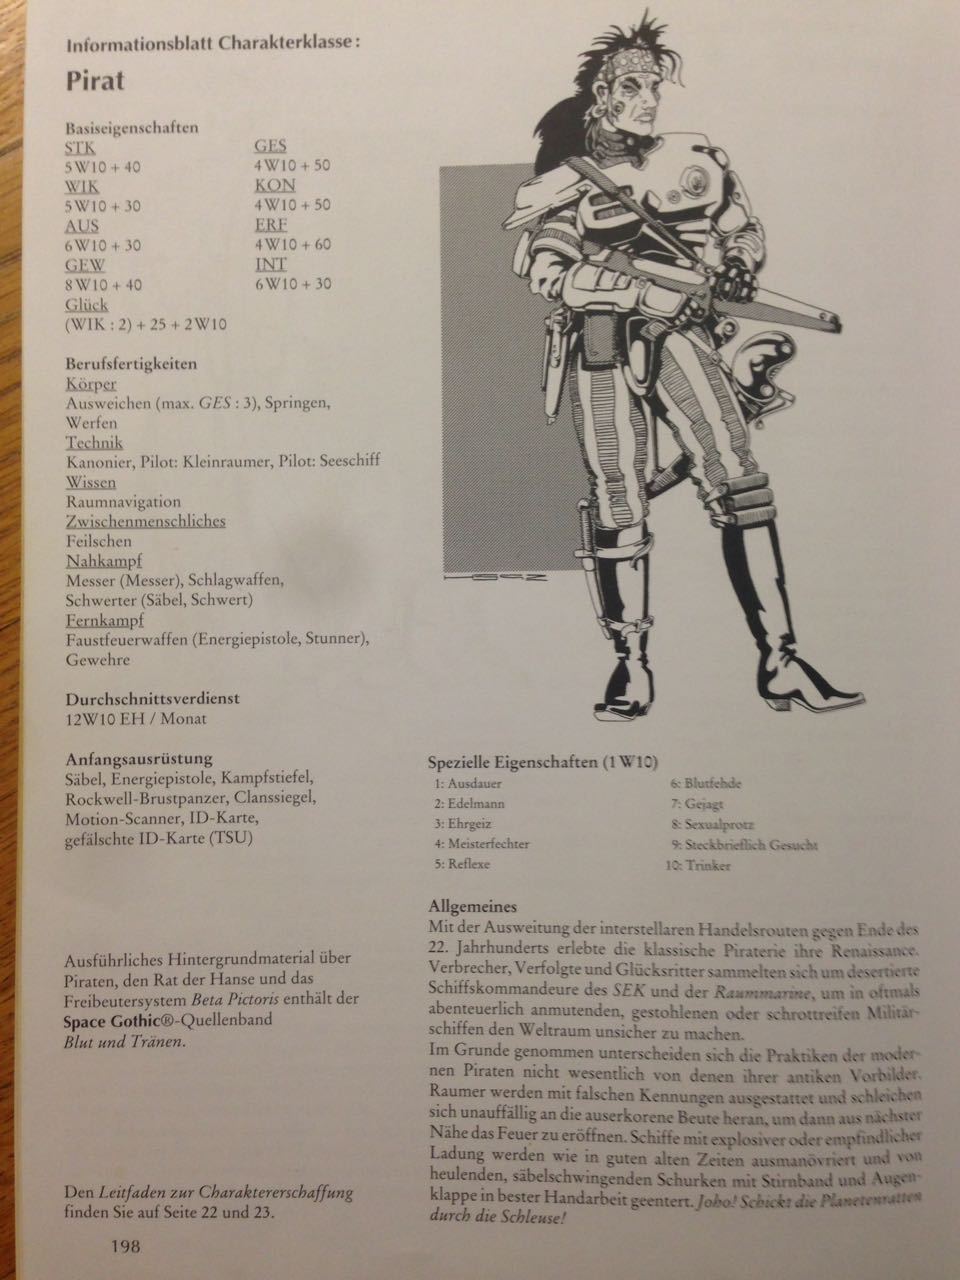 Informationsblatt Charakterklasse:
Pirat
Basiseigenschaften
STK
5W10 + 40
WIK
5W10 + 30
AUS
6W10 + 30
GEW
8W10 + 40
Glück
(WIK : 2) + 25 + 2W10
GES
4W10 + 50
KON
4W10 + 50
ERF
4W10 + 60
INT
6W10 + 30
Berufsfertigkeiten
Körper
Ausweichen (max. GES : 3), Springen,
Werfen
Technik
Kanonier, Pilot: Kleinraumer, Pilot: Seeschiff
Wissen
Raumnavigation
Zwischenmenschliches
Feilschen
Nahkampf
Messer (Messer), Schlagwaffen,
Schwerter (Säbel, Schwert)
Fernkampf
Faustfeuerwaffen (Energiepistole, Stunner),
Gewehre
Durchschnittsverdienst
12W10 EH / Monat
Anfangsausrüstung
Säbel, Energiepistole, Kampfstiefel,
Rockwell-Brustpanzer, Clanssiegel,
Motion-Scanner, ID-Karte,
gefälschte ID-Karte (TSU)
Ausführliches Hintergrundmaterial über
Piraten, den Rat der Hanse und das
Freibeutersystem Beta Pictoris enthält der
Space Gothic®-Quellenband
Blut und Tränen.
Den Leitfaden zur Charaktererschaffung
finden Sie auf Seite 22 und 23.
198
Spezielle Eigenschaften (1W10)
1: Ausdauer
2: Edelmann
3: Ehrgeiz
4: Meisterfechter
5: Reflexe
6: Blutfehde
7: Gejagt
8: Sexualprotz
9: Steckbrieflich Gesucht
10: Trinker
Allgemeines
Mit der Ausweitung der interstellaren Handelsrouten gegen Ende des
22. Jahrhunderts erlebte die klassische Piraterie ihre Renaissance.
Verbrecher, Verfolgte und Glücksritter sammelten sich um desertierte
Schiffskommandeure des SEK und der Raummarine, um in oftmals
abenteuerlich anmutenden, gestohlenen oder schrottreifen Militär-
schiffen den Weltraum unsicher zu machen.
Im Grunde genommen unterscheiden sich die Praktiken der moder-
nen Piraten nicht wesentlich von denen ihrer antiken Vorbilder.
Raumer werden mit falschen Kennungen ausgestattet und schleichen
sich unauffällig an die auserkorene Beute heran, um dann aus nächster
Nähe das Feuer zu eröffnen. Schiffe mit explosiver oder empfindlicher
Ladung werden wie in guten alten Zeiten ausmanövriert und von
heulenden, säbelschwingenden Schurken mit Stirnband und Augen-
klappe in bester Handarbeit geentert. Joho! Schickt die Planetenratten
durch die Schleuse!